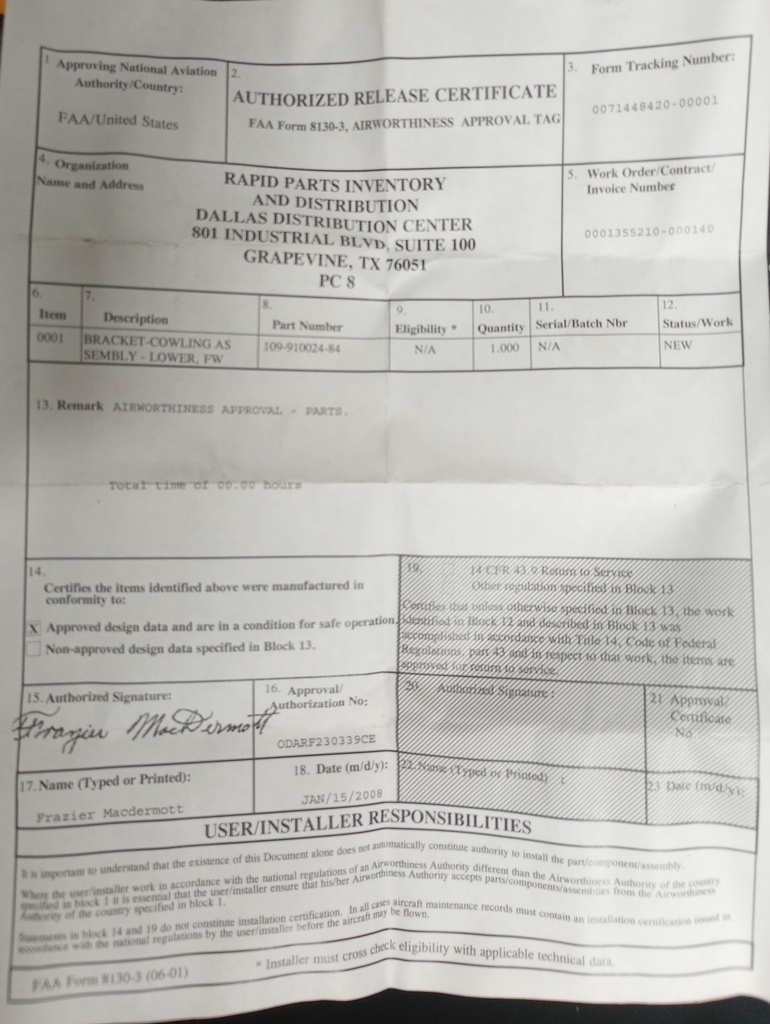 1 Approving National Aviation
Authority/Country:
FAA/United States
2.
AUTHORIZED RELEASE CERTIFICATE
FAA Form 8130-3, AIRWORTHINESS APPROVAL TAG
3. Form Tracking Number:
0071448420-00001
4. Organization
Name and Address
RAPID PARTS INVENTORY
AND DISTRIBUTION
DALLAS DISTRIBUTION CENTER
801 INDUSTRIAL BLVD, SUITE 100
GRAPEVINE, TX 76051
PC 8
5. Work Order/Contract/
Invoice Number
0001355210-000140
6.
Item
7.
Description
8.
Part Number
9.
Eligibility *
10.
Quantity
11.
Serial/Batch Nbr
12.
Status/Work
0001
BRACKET-COWLING AS
SEMBLY - LOWER, FW
109-910024-84
N/A
1.000
N/A
NEW
13. Remark AIRWORTHINESS APPROVAL - PARTS.
Total time of 00.00 hours
14.
Certifies the items identified above were manufactured in
conformity to:
X Approved design data and are in a condition for safe operation.
Non-approved design data specified in Block 13.
19. 14 CFR 43.9 Return to Service
Other regulation specified in Block 13
Certifies that unless otherwise specified in Block 13, the work
identified in Block 12 and described in Block 13 was
accomplished in accordance with Title 14, Code of Federal
Regulations, part 43 and in respect to that work, the items are
approved for return to service.
15. Authorized Signature:
Frazier MacDermott
16. Approval/
Authorization No:
ODARF230339CE
20. Authorized Signature :
21 Approval/
Certificate
No
17. Name (Typed or Printed):
Frazier Macdermott
18. Date (m/d/y):
JAN/15/2008
22. Name (Typed or Printed) :
23 Date (m/d/y):
USER/INSTALLER RESPONSIBILITIES
It is important to understand that the existence of this Document alone does not automatically constitute authority to install the part/component/assembly.
Where the user/installer work in accordance with the national regulations of an Airworthiness Authority different than the Airworthiness Authority of the country
specified in block 1 it is essential that the user/installer ensure that his/her Airworthiness Authority accepts parts/components/assemblies from the Airworthiness
Authority of the country specified in block 1.
Statements in block 14 and 19 do not constitute installation certification. In all cases aircraft maintenance records must contain an installation certification issued in
accordance with the national regulations by the user/installer before the aircraft may be flown.
FAA Form 8130-3 (06-01)
* Installer must cross check eligibility with applicable technical data.